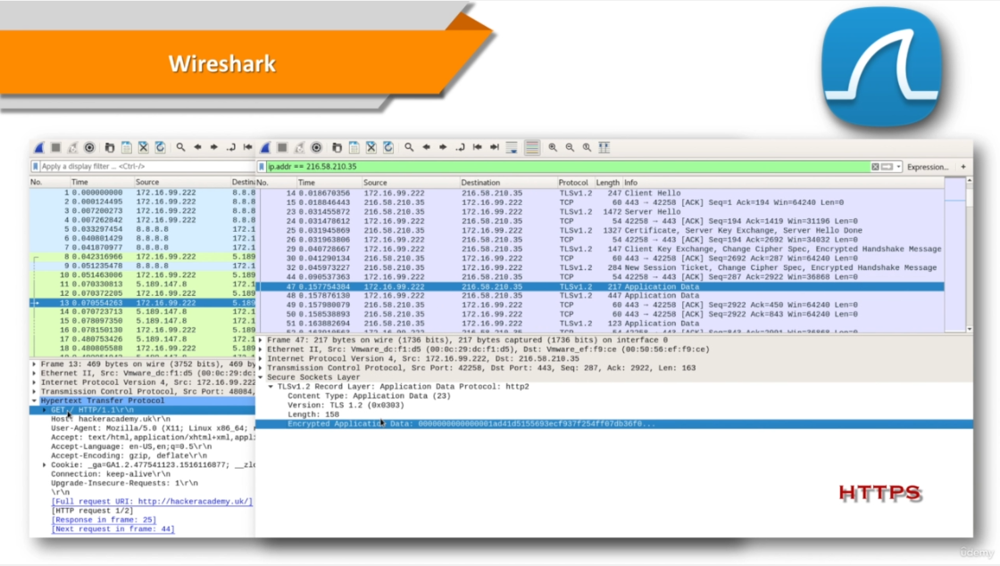 Wireshark
Apply a display filter ... <Ctrl-/>
No. Time Source Destina
1 0.000000000 172.16.99.222 8.8.8
2 0.000124495 172.16.99.222 8.8.8
3 0.007200273 172.16.99.222 8.8.8
4 0.007262842 172.16.99.222 8.8.8
5 0.033297454 8.8.8.8 172.1
6 0.040801429 8.8.8.8 172.1
7 0.041870977 8.8.8.8 172.1
8 0.042316966 172.16.99.222 5.189
9 0.051235478 8.8.8.8 172.1
10 0.051463006 172.16.99.222 5.189
11 0.070330813 5.189.147.8 172.1
12 0.070372205 172.16.99.222 5.189
13 0.070554263 172.16.99.222 5.189
14 0.070723713 5.189.147.8 172.1
15 0.078097350 5.189.147.8 172.1
16 0.078150130 172.16.99.222 5.189
17 0.480753426 5.189.147.8 172.1
18 0.480805588 172.16.99.222 5.189
Frame 13: 469 bytes on wire (3752 bits), 469 by
Ethernet II, Src: Vmware_dc:f1:d5 (00:0c:29:dc:
Internet Protocol Version 4, Src: 172.16.99.222
Transmission Control Protocol, Src Port: 48084,
Hypertext Transfer Protocol
GET / HTTP/1.1\r\n
Host: hackeracademy.uk\r\n
User-Agent: Mozilla/5.0 (X11; Linux x86_64;
Accept: text/html,application/xhtml+xml,appl
Accept-Language: en-US,en;q=0.5\r\n
Accept-Encoding: gzip, deflate\r\n
Cookie: _ga=GA1.2.477541123.1516116877; __zl
Connection: keep-alive\r\n
Upgrade-Insecure-Requests: 1\r\n
\r\n
[Full request URI: http://hackeracademy.uk/]
[HTTP request 1/2]
[Response in frame: 25]
[Next request in frame: 44]
ip.addr == 216.58.210.35 Expression... +
No. Time Source Destination Protocol Length Info
14 0.018670356 172.16.99.222 216.58.210.35 TLSv1.2 247 Client Hello
15 0.018846443 216.58.210.35 172.16.99.222 TCP 60 443 → 42258 [ACK] Seq=1 Ack=194 Win=64240 Len=0
23 0.031455872 216.58.210.35 172.16.99.222 TLSv1.2 1472 Server Hello
24 0.031478612 172.16.99.222 216.58.210.35 TCP 54 42258 → 443 [ACK] Seq=194 Ack=1419 Win=31196 Len=0
25 0.031945869 216.58.210.35 172.16.99.222 TLSv1.2 1327 Certificate, Server Key Exchange, Server Hello Done
26 0.031963806 172.16.99.222 216.58.210.35 TCP 54 42258 → 443 [ACK] Seq=194 Ack=2692 Win=34032 Len=0
29 0.040728667 172.16.99.222 216.58.210.35 TLSv1.2 147 Client Key Exchange, Change Cipher Spec, Encrypted Handshake Message
30 0.041290134 216.58.210.35 172.16.99.222 TCP 60 443 → 42258 [ACK] Seq=2692 Ack=287 Win=64240 Len=0
32 0.045973227 216.58.210.35 172.16.99.222 TLSv1.2 284 New Session Ticket, Change Cipher Spec, Encrypted Handshake Message
44 0.090537363 172.16.99.222 216.58.210.35 TCP 54 42258 → 443 [ACK] Seq=287 Ack=2922 Win=36868 Len=0
47 0.157754384 172.16.99.222 216.58.210.35 TLSv1.2 217 Application Data
48 0.157876130 172.16.99.222 216.58.210.35 TLSv1.2 447 Application Data
49 0.157980079 216.58.210.35 172.16.99.222 TCP 60 443 → 42258 [ACK] Seq=2922 Ack=450 Win=64240 Len=0
50 0.158538893 216.58.210.35 172.16.99.222 TCP 60 443 → 42258 [ACK] Seq=2922 Ack=843 Win=64240 Len=0
51 0.163882694 216.58.210.35 172.16.99.222 TLSv1.2 123 Application Data
Frame 47: 217 bytes on wire (1736 bits), 217 bytes captured (1736 bits) on interface 0
Ethernet II, Src: Vmware_dc:f1:d5 (00:0c:29:dc:f1:d5), Dst: Vmware_ef:f9:ce (00:50:56:ef:f9:ce)
Internet Protocol Version 4, Src: 172.16.99.222, Dst: 216.58.210.35
Transmission Control Protocol, Src Port: 42258, Dst Port: 443, Seq: 287, Ack: 2922, Len: 163
Secure Sockets Layer
TLSv1.2 Record Layer: Application Data Protocol: http2
Content Type: Application Data (23)
Version: TLS 1.2 (0x0303)
Length: 158
Encrypted Application Data: 0000000000000001ad41d5155693ecf937f254ff07db36f0...
HTTPS
ûdemy